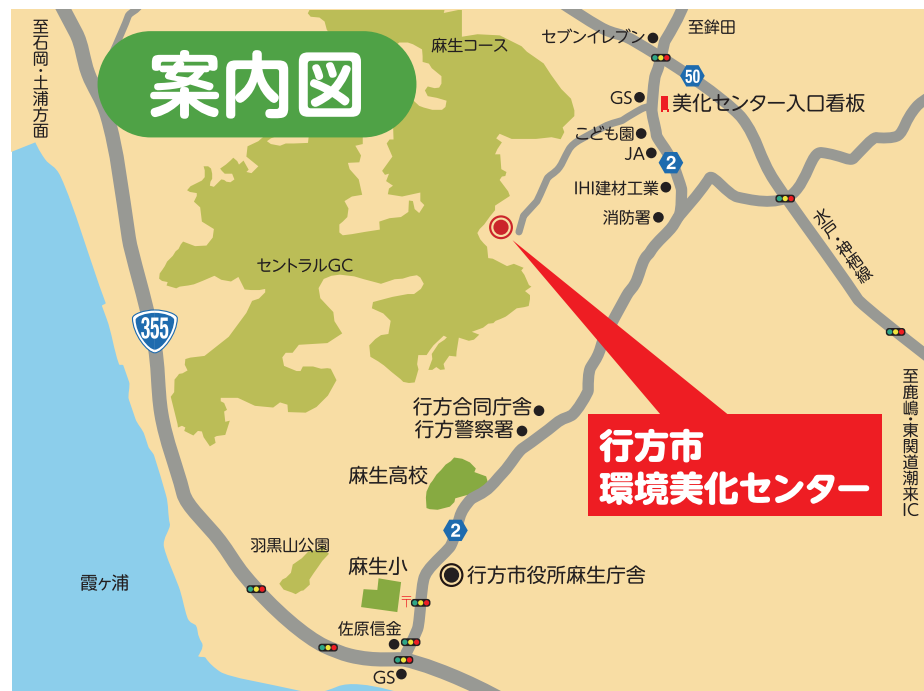 案内図
至石岡・土浦方面
麻生コース
セブンイレブン
至鉾田
50
GS
美化センター入口看板
こども園
JA
2
IHI建材工業
消防署
水戸・神栖線
セントラルGC
355
至鹿嶋・東関道潮来IC
行方合同庁舎
行方警察署
行方市
環境美化センター
麻生高校
2
羽黒山公園
麻生小
行方市役所麻生庁舎
霞ヶ浦
〒
佐原信金
GS